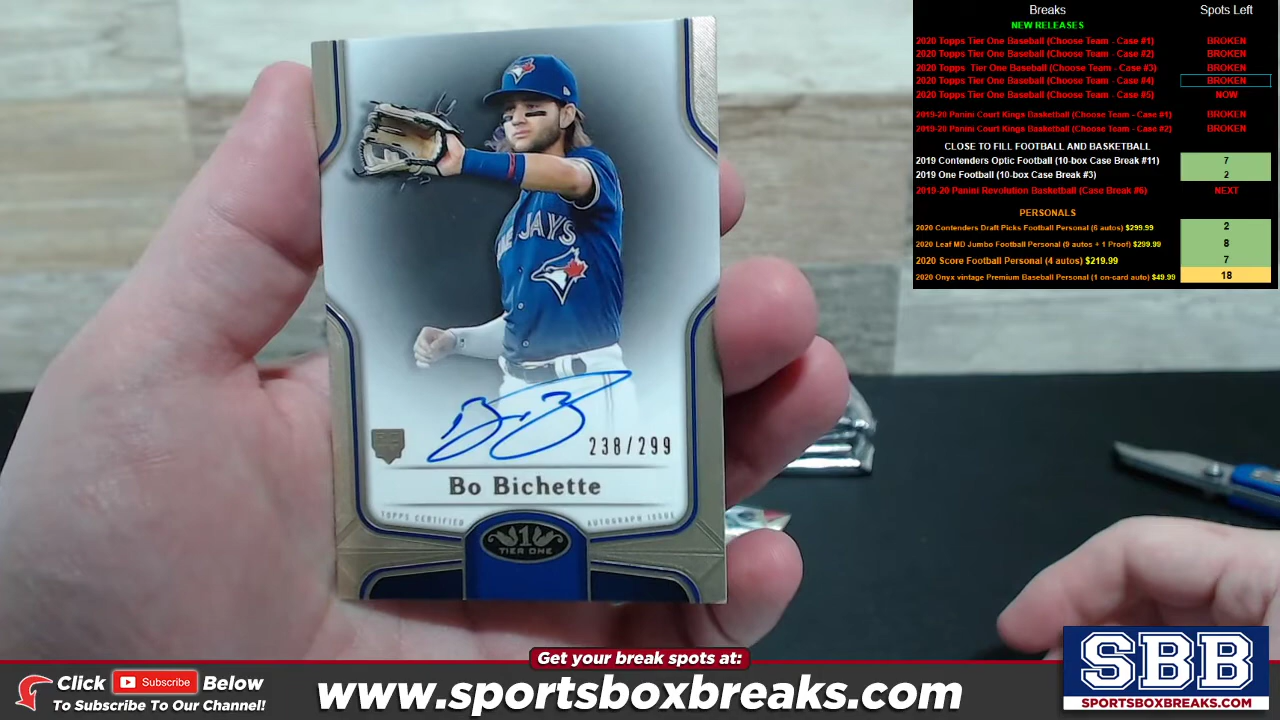 Breaks Spots Left
NEW RELEASES
2020 Topps Tier One Baseball (Choose Team - Case #1) BROKEN
2020 Topps Tier One Baseball (Choose Team - Case #2) BROKEN
2020 Topps Tier One Baseball (Choose Team - Case #3) BROKEN
2020 Topps Tier One Baseball (Choose Team - Case #4) BROKEN
2020 Topps Tier One Baseball (Choose Team - Case #5) NOW
2019-20 Panini Court Kings Basketball (Choose Team - Case #1) BROKEN
2019-20 Panini Court Kings Basketball (Choose Team - Case #2) BROKEN
CLOSE TO FILL FOOTBALL AND BASKETBALL
2019 Contenders Optic Football (10-box Case Break #11) 7
2019 One Football (10-box Case Break #3) 2
2019-20 Panini Revolution Basketball (Case Break #6) NEXT
PERSONALS
2020 Contenders Draft Picks Football Personal (6 autos) $299.99 2
2020 Leaf MD Jumbo Football Personal (9 autos + 1 Proof) $299.99 8
2020 Score Football Personal (4 autos) $219.99 7
2020 Onyx vintage Premium Baseball Personal (1 on-card auto) $49.99 18
JAYS
238/299
Bo Bichette
TOPPS CERTIFIED AUTOGRAPH ISSUE
1
TIER ONE
Get your break spots at:
Click Subscribe Below
To Subscribe To Our Channel!
www.sportsboxbreaks.com
SBB
SPORTSBOXBREAKS.COM